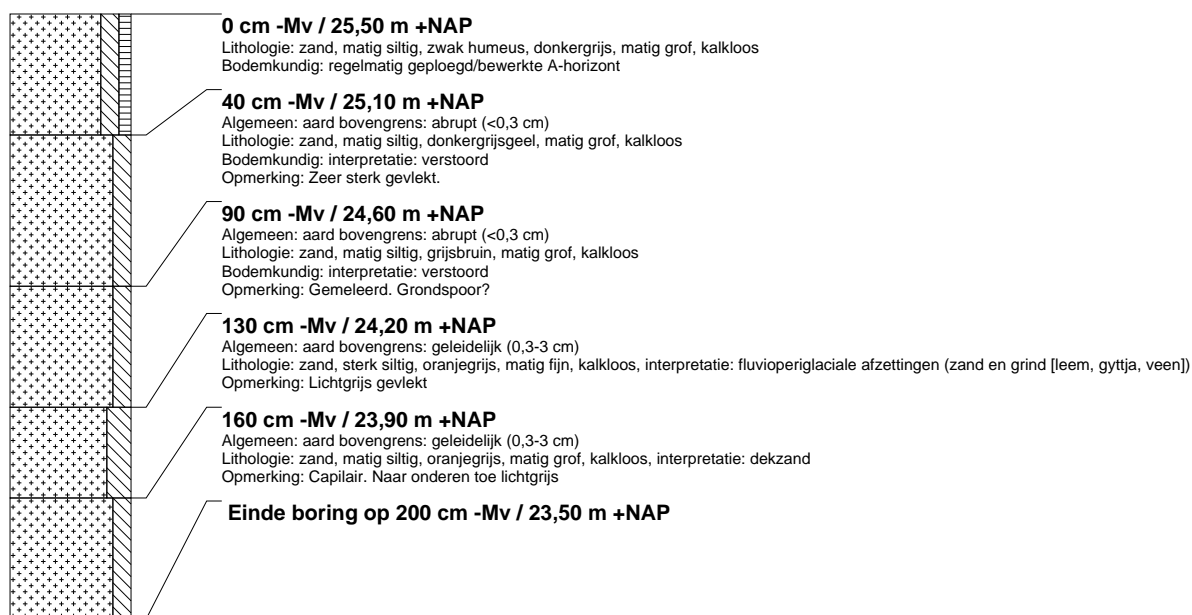 0 cm -Mv / 25,50 m +NAP
Lithologie: zand, matig siltig, zwak humeus, donkergrijs, matig grof, kalkloos
Bodemkundig: regelmatig geploegd/bewerkte A-horizont
40 cm -Mv / 25,10 m +NAP
Algemeen: aard bovengrens: abrupt (<0,3 cm)
Lithologie: zand, matig siltig, donkergrijsgeel, matig grof, kalkloos
Bodemkundig: interpretatie: verstoord
Opmerking: Zeer sterk gevlekt.
90 cm -Mv / 24,60 m +NAP
Algemeen: aard bovengrens: abrupt (<0,3 cm)
Lithologie: zand, matig siltig, grijsbruin, matig grof, kalkloos
Bodemkundig: interpretatie: verstoord
Opmerking: Gemeleerd. Grondspoor?
130 cm -Mv / 24,20 m +NAP
Algemeen: aard bovengrens: geleidelijk (0,3-3 cm)
Lithologie: zand, sterk siltig, oranjegrijs, matig fijn, kalkloos, interpretatie: fluvioperiglaciale afzettingen (zand en grind [leem, gyttja, veen])
Opmerking: Lichtgrijs gevlekt
160 cm -Mv / 23,90 m +NAP
Algemeen: aard bovengrens: geleidelijk (0,3-3 cm)
Lithologie: zand, matig siltig, oranjegrijs, matig grof, kalkloos, interpretatie: dekzand
Opmerking: Capilair. Naar onderen toe lichtgrijs
Einde boring op 200 cm -Mv / 23,50 m +NAP